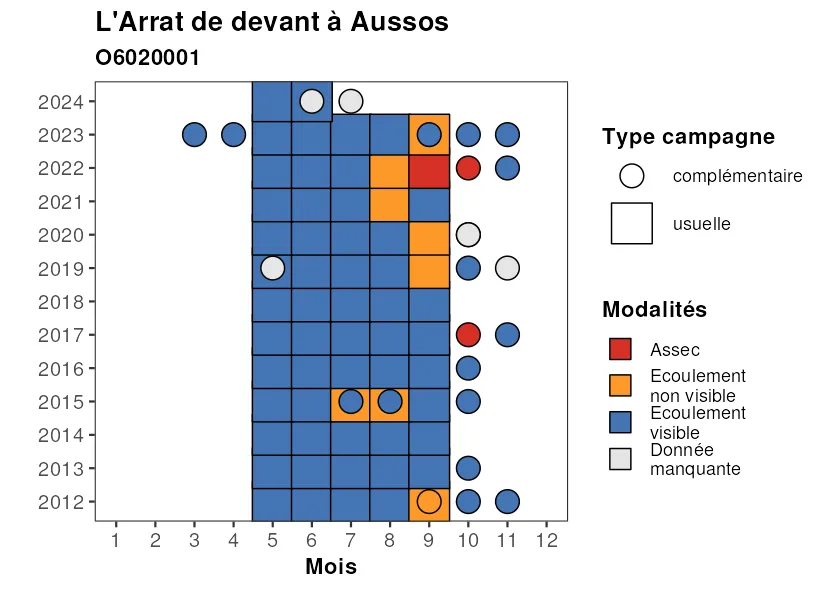 L'Arrat de devant à Aussos
O6020001
2024
2023
2022
2021
2020
2019
2018
2017
2016
2015
2014
2013
2012
1 2 3 4 5 6 7 8 9 10 11 12
Mois
Type campagne
complémentaire
usuelle
Modalités
Assec
Ecoulement
non visible
Ecoulement
visible
Donnée
manquante